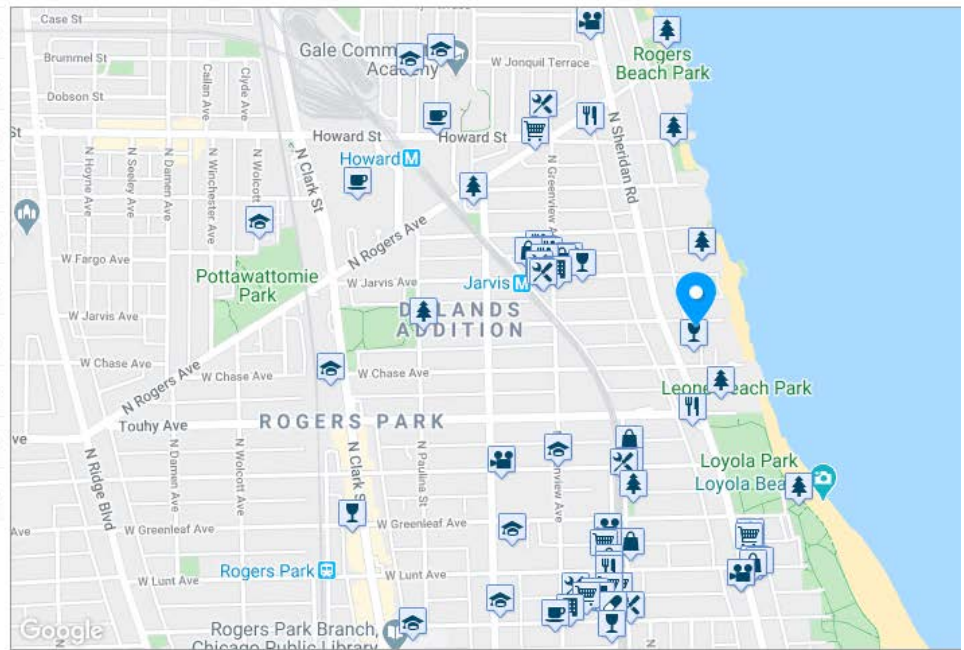 Case St
Brummel St
Dobson St
Callan Ave
Clyde Ave
Gale Comm
Academy
W Jonquil Terrace
Rogers
Beach Park
St
Howard St
Howard St
Howard M
N Hoyne Ave
N Seeley Ave
N Damen Ave
N Winchester Ave
N Wolcott
N Clark St
N Greenview Av
N Sheridan Rd
N Rogers Ave
W Fargo Ave
Pottawattomie
Park
W Jarvis Ave
Jarvis M
W Jarvis Ave
ADDITION
W Chase Ave
W Chase Ave
W Chase Ave
N Rogers Ave
Touhy Ave
ve
ROGERS PARK
Beach Park
Loyola Park
Loyola Bea
N Ridge Blvd
N Damen Ave
N Wolcott Ave
N Clark S
N Paulina St
nview Ave
W Greenleaf Ave
W Greenleaf Ave
Rogers Park
W Lunt Ave
W Lunt Ave
Rogers Park Branch,
Chicago Public Library
Google